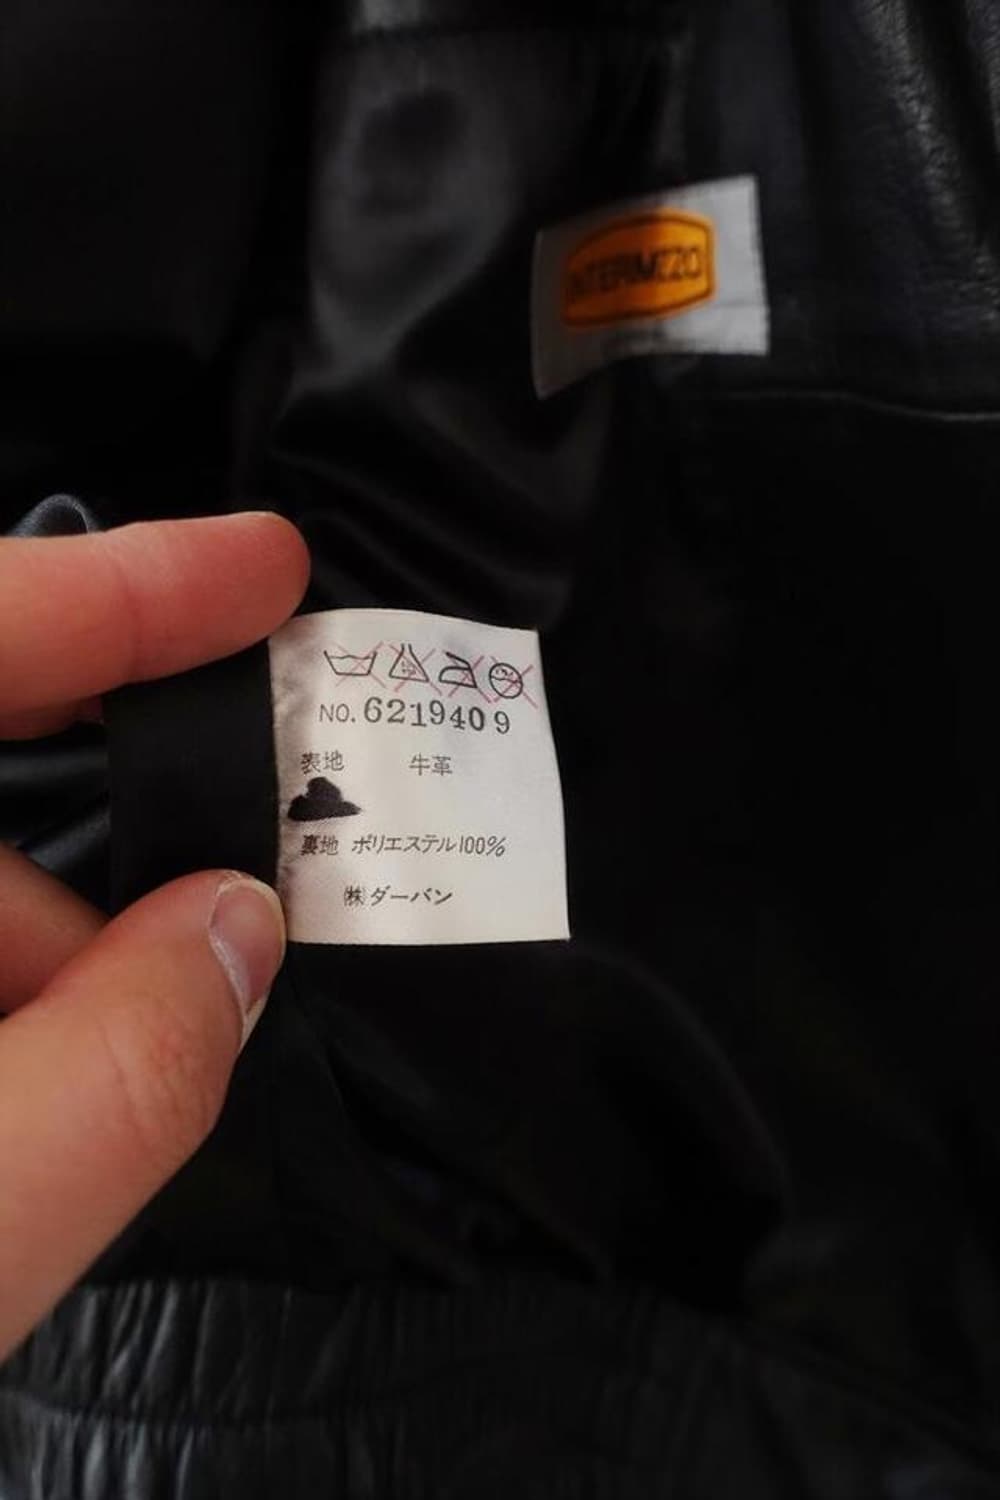 INTERMEZZO
NO. 6219409
表地 牛革
裏地 ポリエステル100%
㈱ダーバン